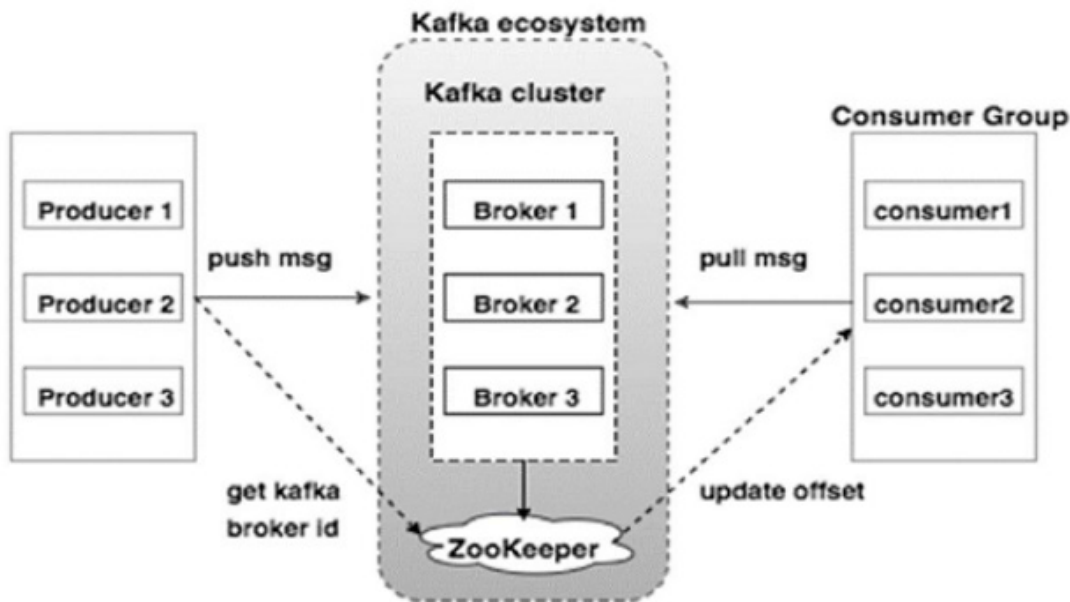 Kafka ecosystem
Kafka cluster
Consumer Group
Producer 1
Producer 2
Producer 3
push msg
Broker 1
Broker 2
Broker 3
pull msg
consumer1
consumer2
consumer3
get kafka
broker id
ZooKeeper
update offset